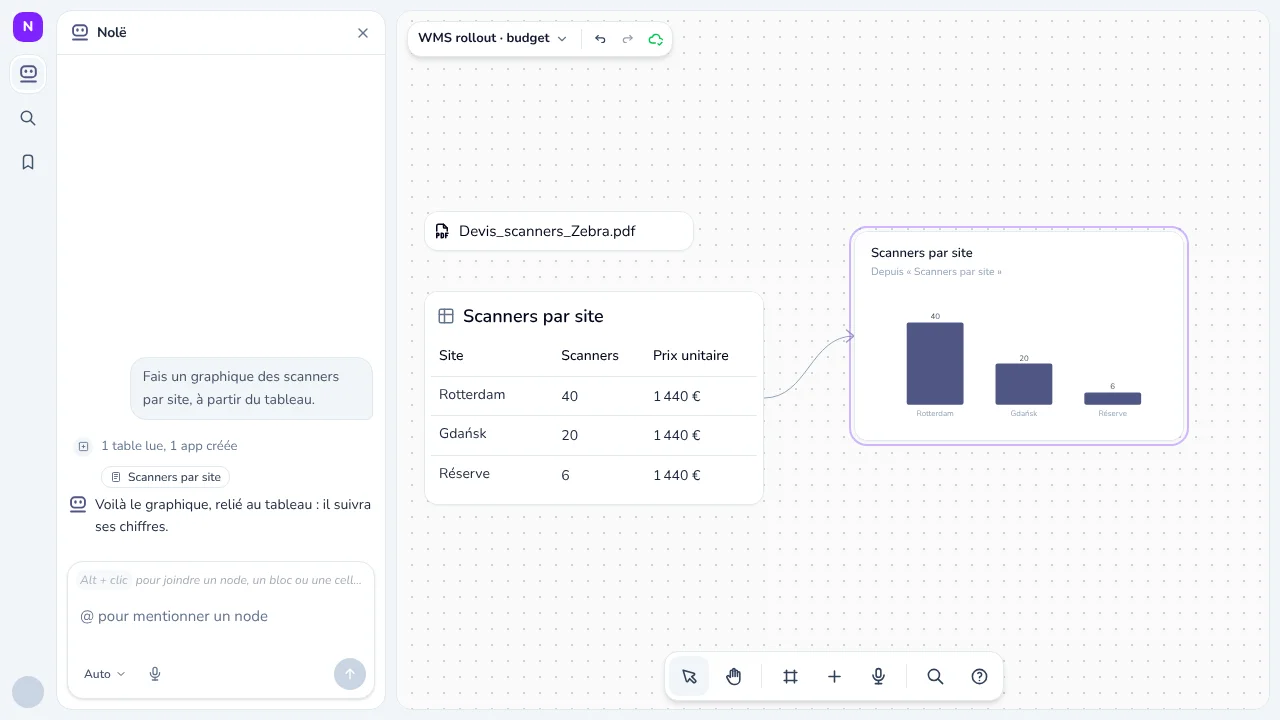 N
Nolë
Fais un graphique des scanners
par site, à partir du tableau.
1 table lue, 1 app créée
Scanners par site
Voilà le graphique, relié au tableau : il suivra
ses chiffres.
Alt + clic pour joindre un node, un bloc ou une cell...
@ pour mentionner un node
Auto
WMS rollout · budget
PDF
Devis_scanners_Zebra.pdf
Scanners par site
Site Scanners Prix unitaire
Rotterdam 40 1 440 €
Gdańsk 20 1 440 €
Réserve 6 1 440 €
Scanners par site
Depuis « Scanners par site »
40
20
6
Rotterdam Gdańsk Réserve